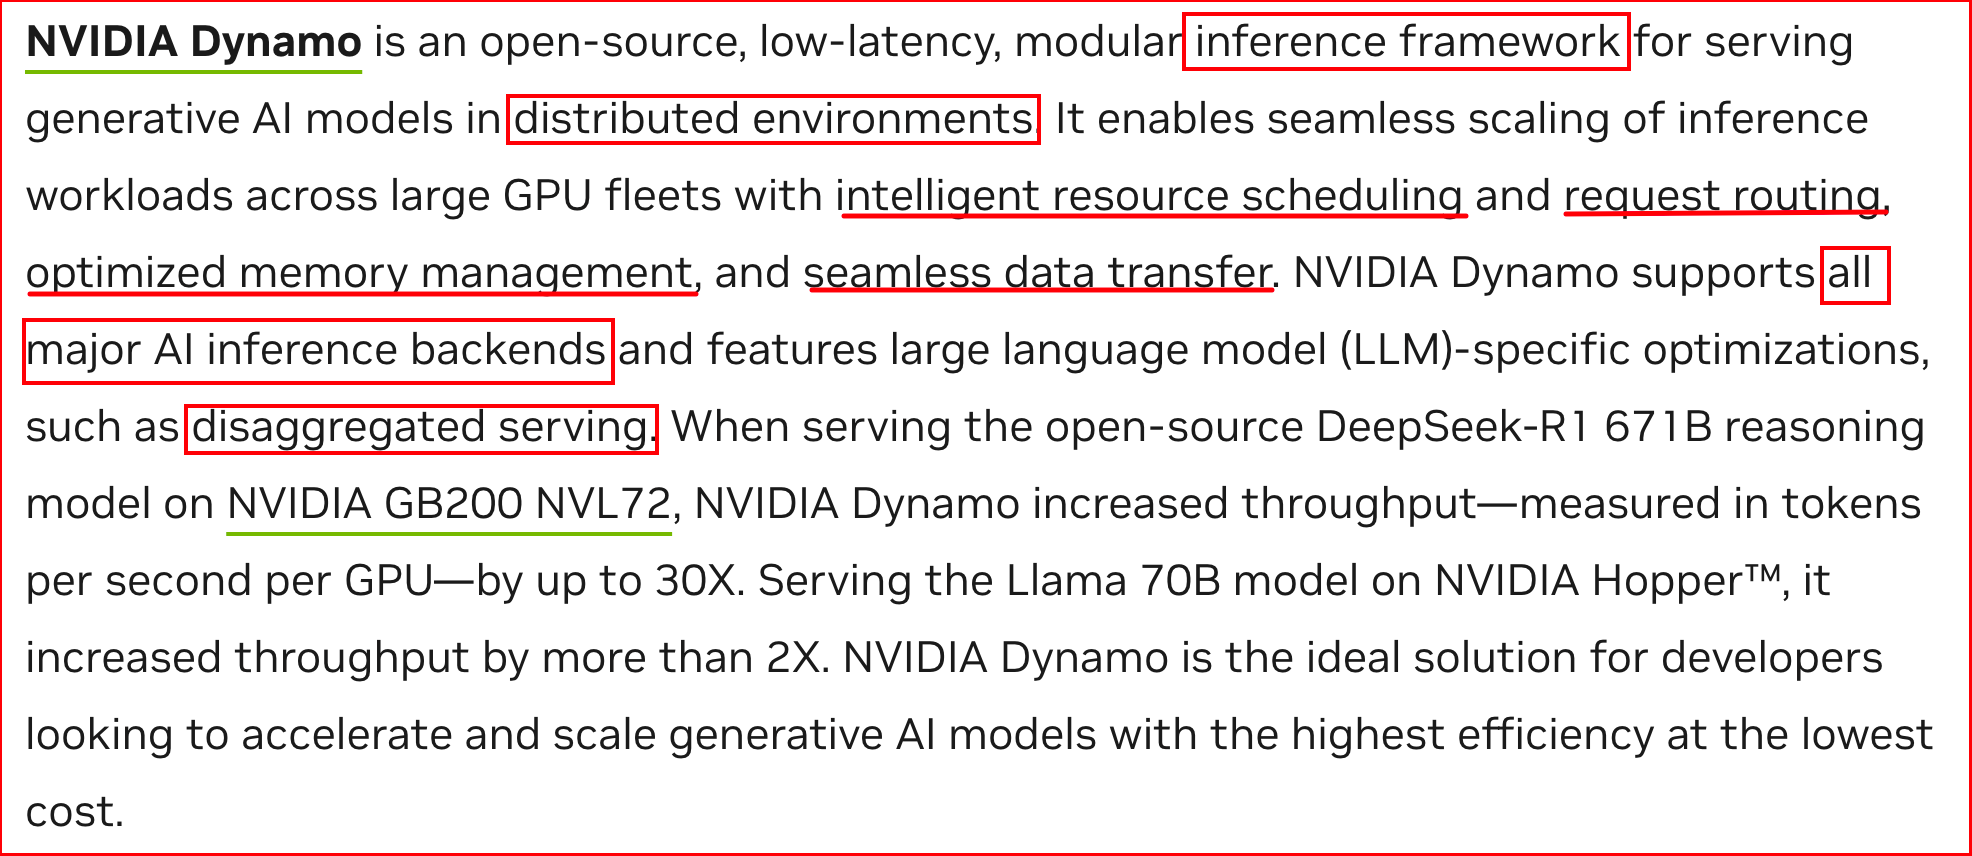 NVIDIA Dynamo is an open-source, low-latency, modular inference framework for serving
generative AI models in distributed environments. It enables seamless scaling of inference
workloads across large GPU fleets with intelligent resource scheduling and request routing,
optimized memory management, and seamless data transfer. NVIDIA Dynamo supports all
major AI inference backends and features large language model (LLM)-specific optimizations,
such as disaggregated serving. When serving the open-source DeepSeek-R1 671B reasoning
model on NVIDIA GB200 NVL72, NVIDIA Dynamo increased throughput—measured in tokens
per second per GPU—by up to 30X. Serving the Llama 70B model on NVIDIA Hopper™, it
increased throughput by more than 2X. NVIDIA Dynamo is the ideal solution for developers
looking to accelerate and scale generative AI models with the highest efficiency at the lowest
cost.